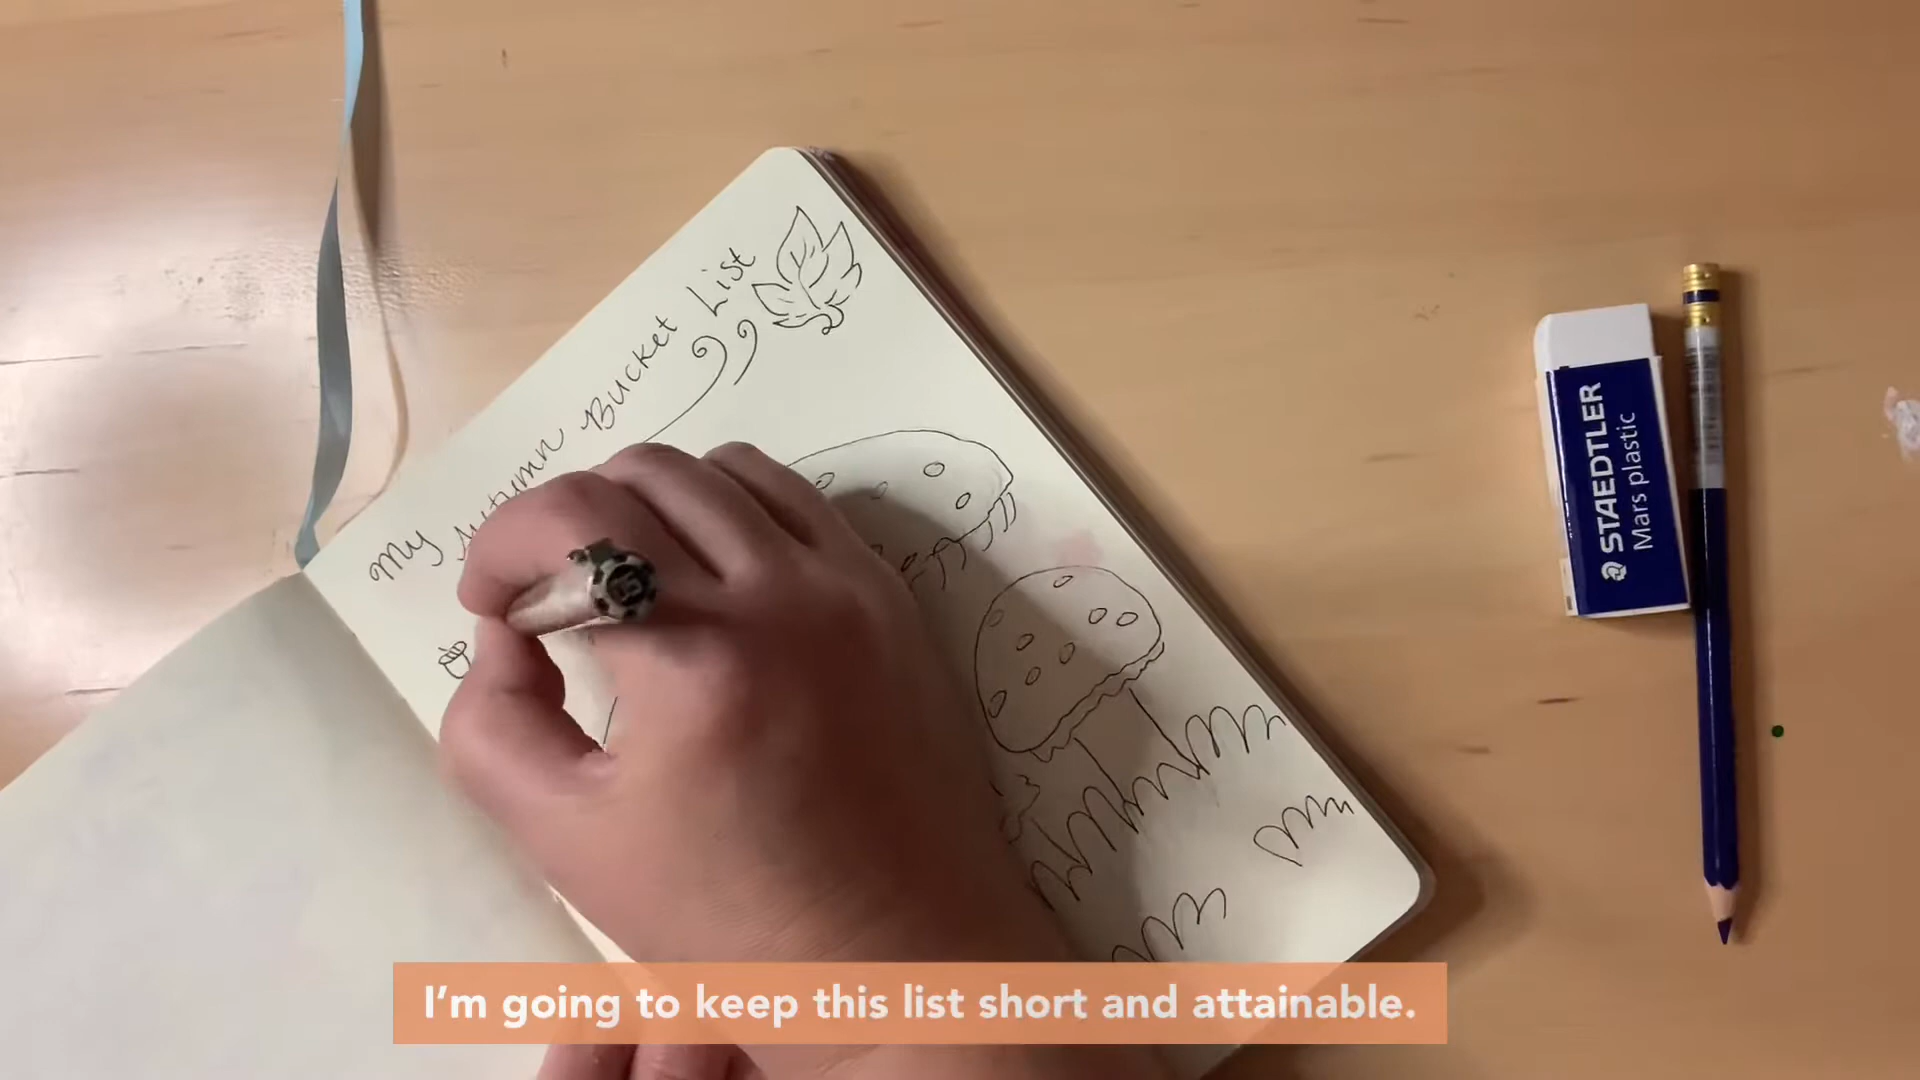 My Autumn Bucket List
STAEDTLER
Mars plastic
I'm going to keep this list short and attainable.